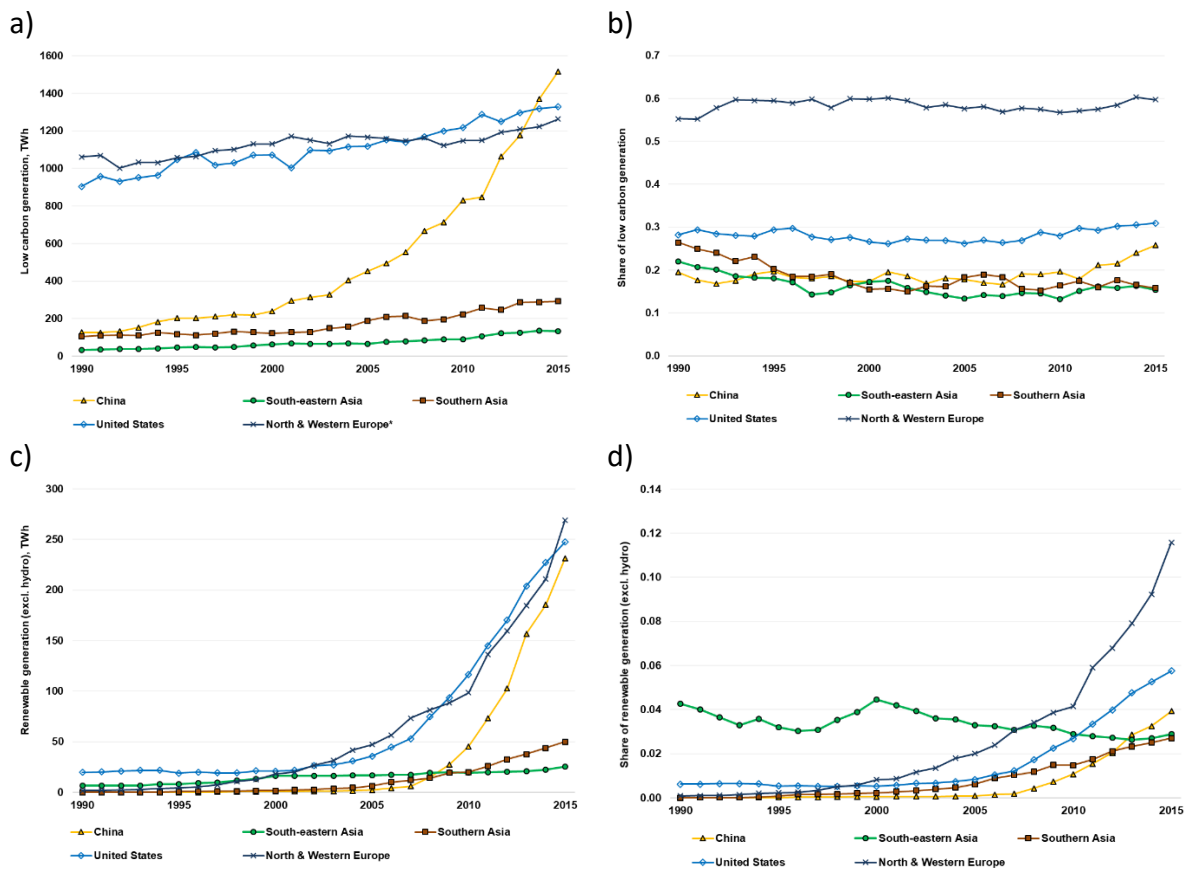 a)
Low carbon generation, TWh
1600
1400
1200
1000
800
600
400
200
0
1990 1995 2000 2005 2010 2015
China South-eastern Asia Southern Asia
United States North & Western Europe*
b)
Share of low carbon generation
0.7
0.6
0.5
0.4
0.3
0.2
0.1
0.0
1990 1995 2000 2005 2010 2015
China South-eastern Asia Southern Asia
United States North & Western Europe
c)
Renewable generation (excl. hydro), TWh
300
250
200
150
100
50
0
1990 1995 2000 2005 2010 2015
China South-eastern Asia Southern Asia
United States North & Western Europe
d)
Share of renewable generation (excl. hydro)
0.14
0.12
0.10
0.08
0.06
0.04
0.02
0.00
1990 1995 2000 2005 2010 2015
China South-eastern Asia Southern Asia
United States North & Western Europe